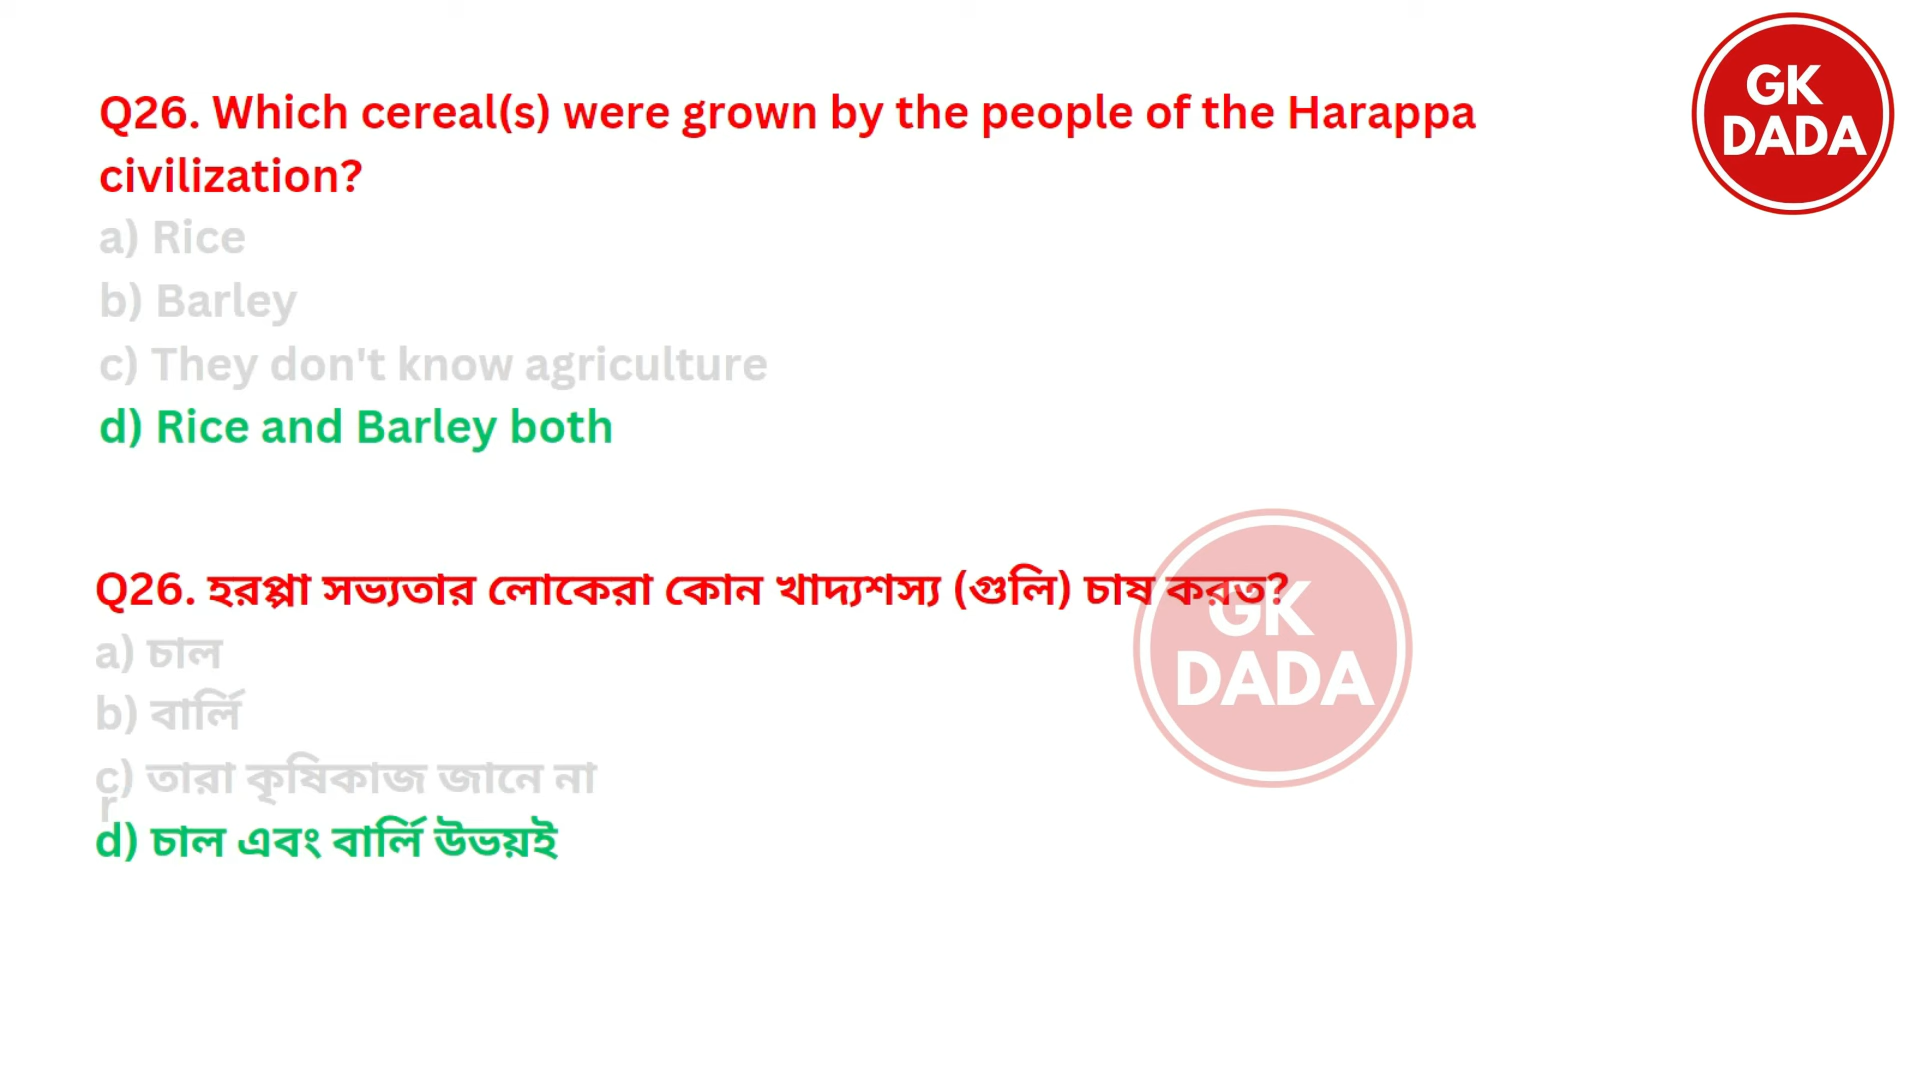 GK
DADA
Q26. Which cereal(s) were grown by the people of the Harappa
civilization?
a) Rice
b) Barley
c) They don't know agriculture
d) Rice and Barley both
Q26. হরপ্পা সভ্যতার লোকেরা কোন খাদ্যশস্য (গুলি) চাষ করত?
a) চাল
b) বার্লি
c) তারা কৃষিকাজ জানে না
r
d) চাল এবং বার্লি উভয়ই
GK
DADA